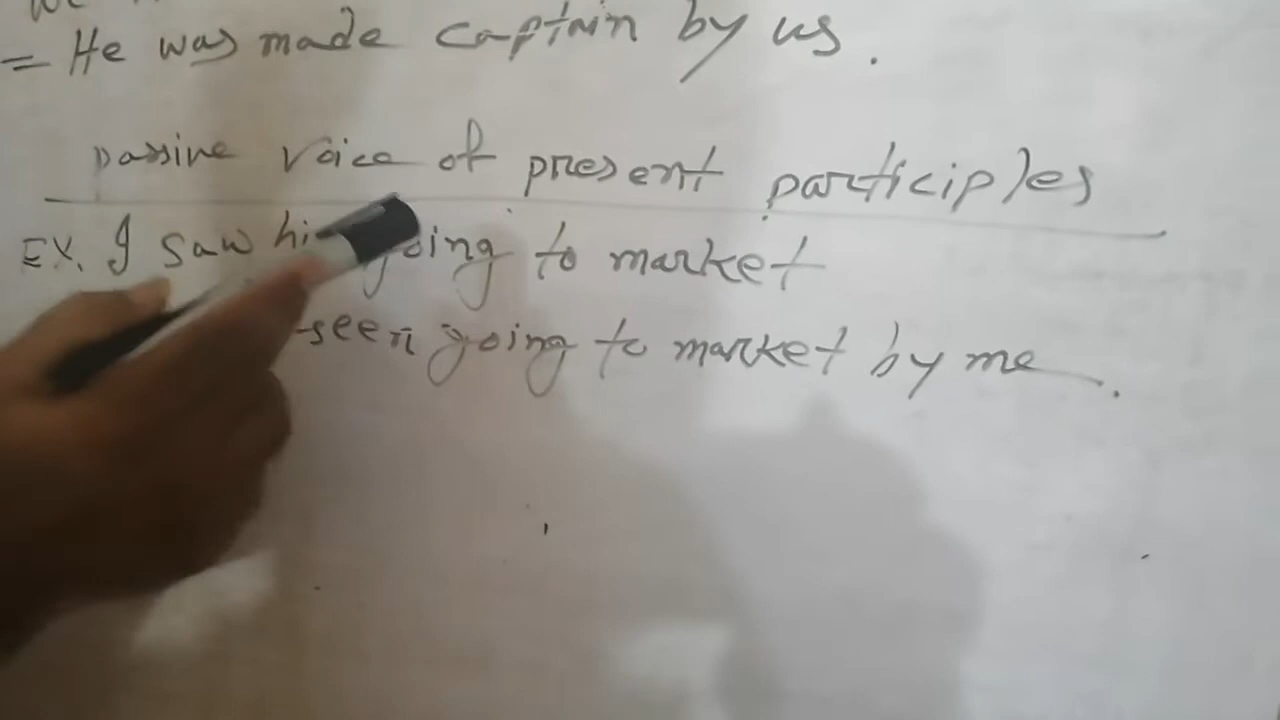 = He was made captain by us.
passive voice of present participles
Ex. I saw going to market
seen going to market by me.